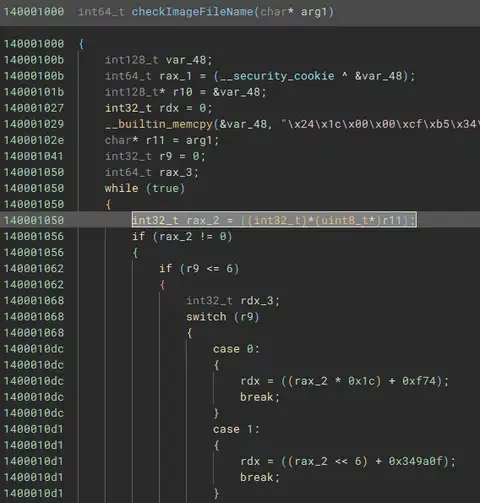 140001000 int64_t checkImageFileName(char* arg1)
140001000 {
14000100b int128_t var_48;
14000100b int64_t rax_1 = (__security_cookie ^ &var_48);
14000101b int128_t* r10 = &var_48;
140001027 int32_t rdx = 0;
140001029 __builtin_memcpy(&var_48, "\x24\x1c\x00\x00\xcf\xb5\x34\
14000102e char* r11 = arg1;
140001041 int32_t r9 = 0;
140001050 int64_t rax_3;
140001050 while (true)
140001050 {
140001050 int32_t rax_2 = ((int32_t)*(uint8_t*)r11);
140001056 if (rax_2 != 0)
140001056 {
140001062 if (r9 <= 6)
140001062 {
140001068 int32_t rdx_3;
140001068 switch (r9)
140001068 {
1400010dc case 0:
1400010dc {
1400010dc rdx = ((rax_2 * 0x1c) + 0xf74);
1400010dc break;
1400010dc }
1400010d1 case 1:
1400010d1 {
1400010d1 rdx = ((rax_2 << 6) + 0x349a0f);
1400010d1 break;
1400010d1 }